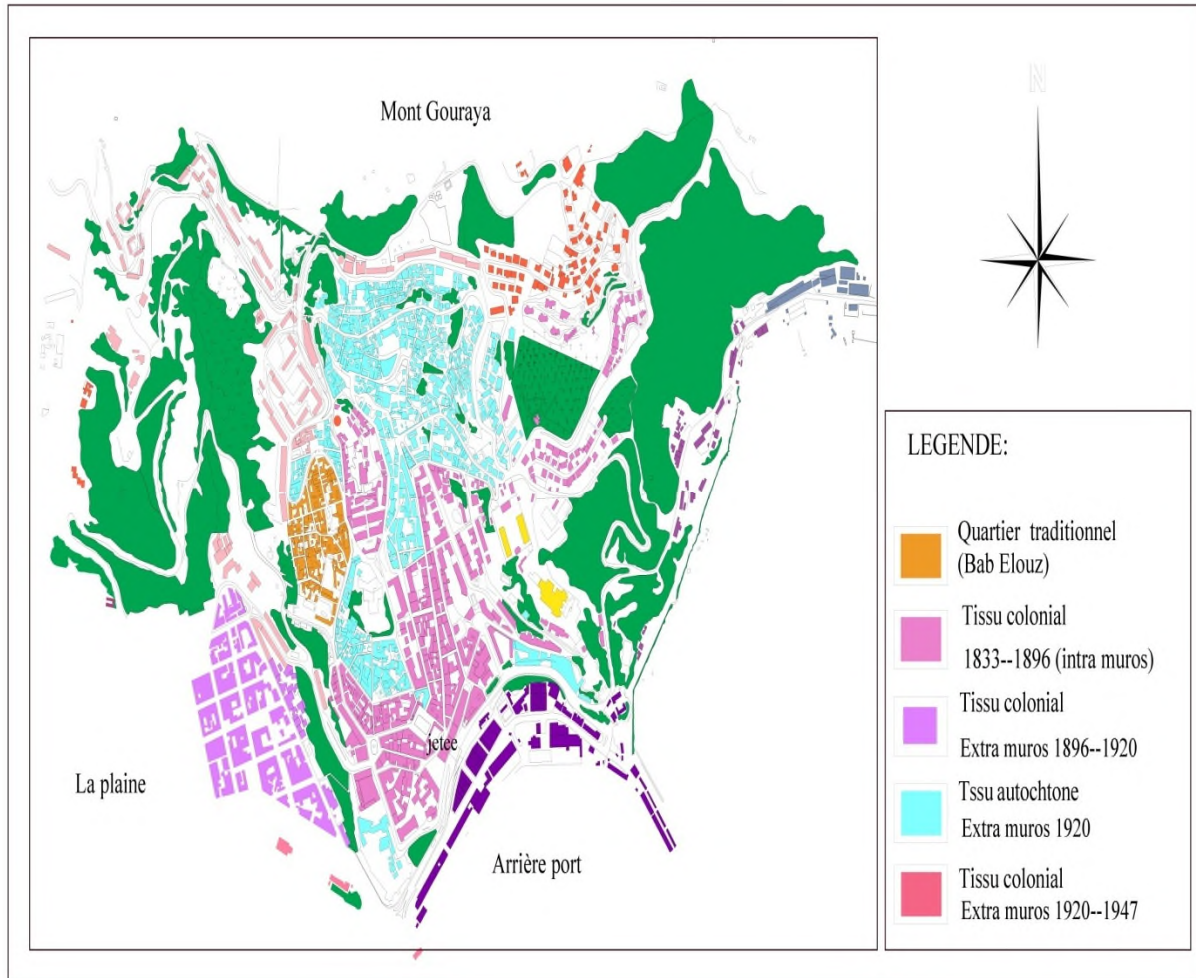 Mont Gouraya
N
jetee
La plaine
Arrière port
LEGENDE:
Quartier traditionnel
(Bab Elouz)
Tissu colonial
1833--1896 (intra muros)
Tissu colonial
Extra muros 1896--1920
Tssu autochtone
Extra muros 1920
Tissu colonial
Extra muros 1920--1947